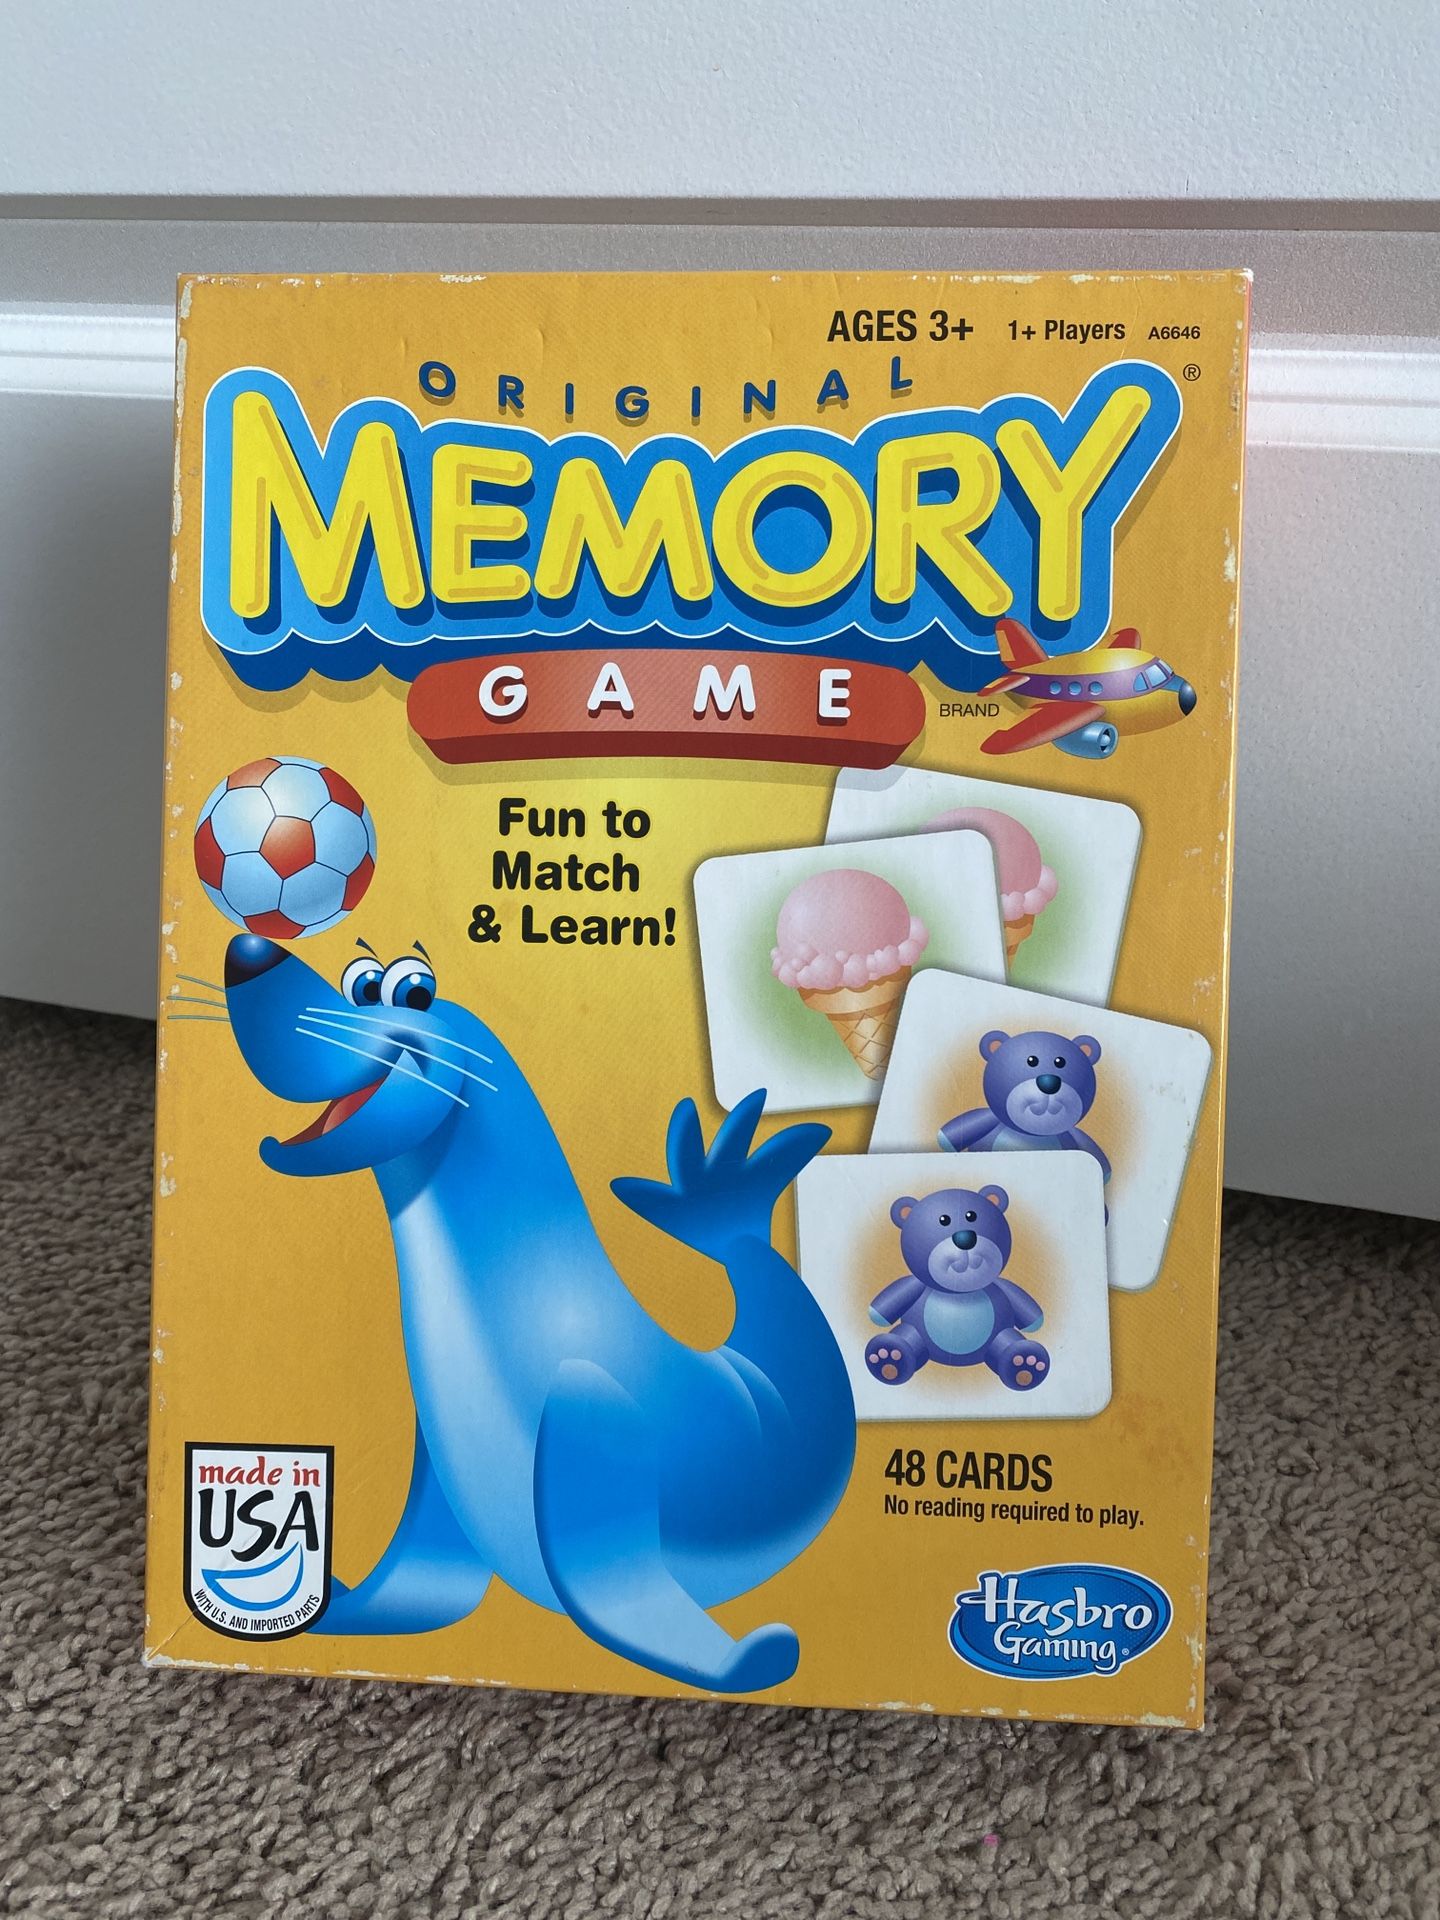 AGES 3+ 1+ Players A6646
ORIGINAL
MEMORY®
GAME
BRAND
Fun to
Match
& Learn!
48 CARDS
No reading required to play.
made in
USA
WITH U.S. AND IMPORTED PARTS
Hasbro
Gaming®